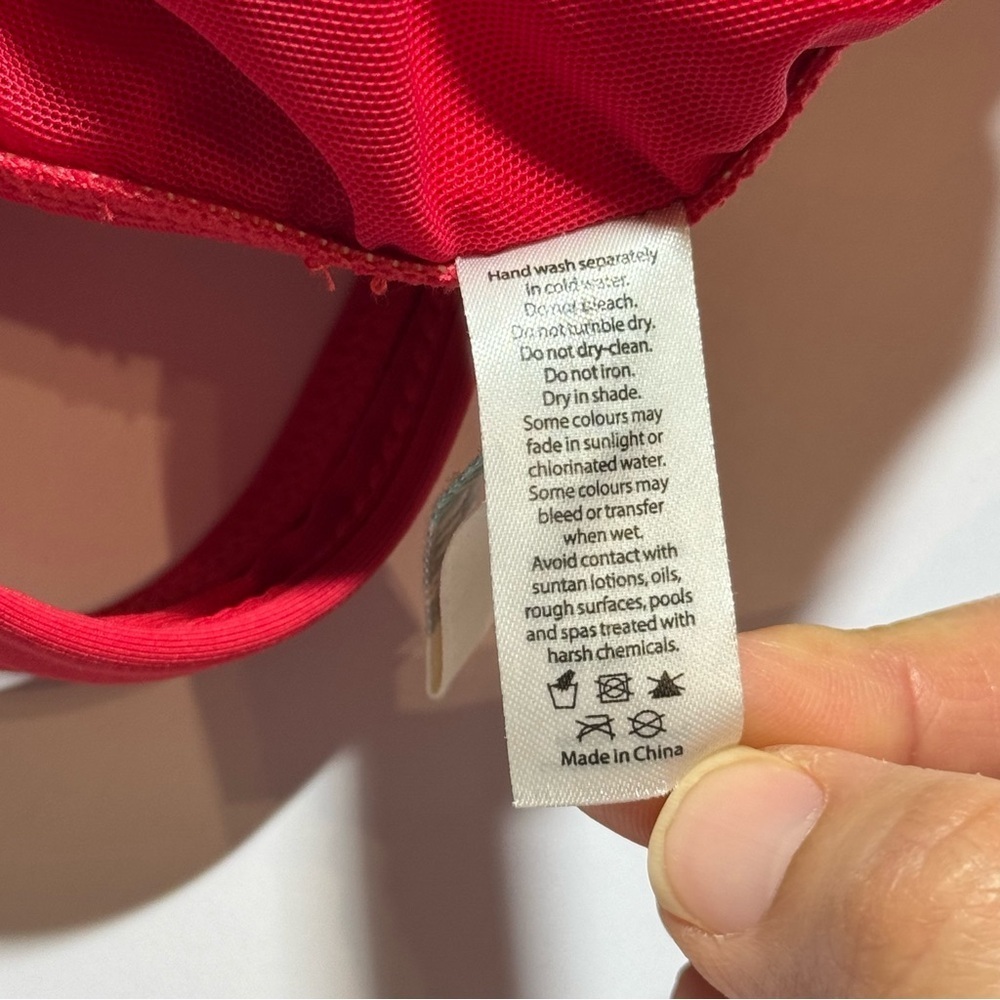 Hand wash separately
in cold water.
Do not bleach.
Do not tumble dry.
Do not dry-clean.
Do not iron.
Dry in shade.
Some colours may
fade in sunlight or
chlorinated water.
Some colours may
bleed or transfer
when wet.
Avoid contact with
suntan lotions, oils,
rough surfaces, pools
and spas treated with
harsh chemicals.
Made in China